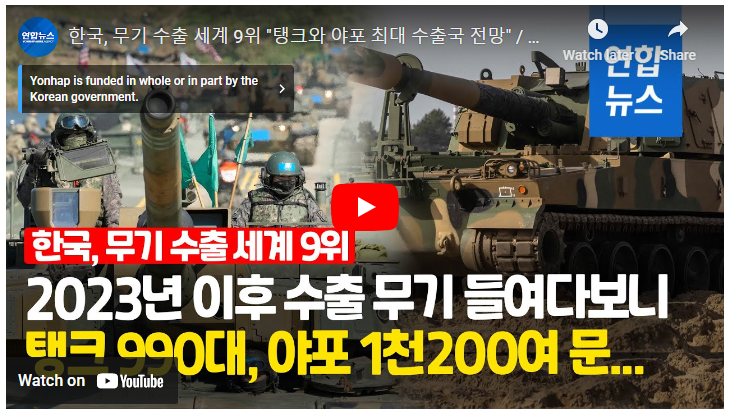 연합뉴스
한국, 무기 수출 세계 9위 "탱크와 야포 최대 수출국 전망" / ...
Watch later
Share
Yonhap is funded in whole or in part by the
Korean government.
연합
뉴스
한국, 무기 수출 세계 9위
2023년 이후 수출 무기 들여다보니
탱크 990대, 야포 1천200여 문...
Watch on YouTube